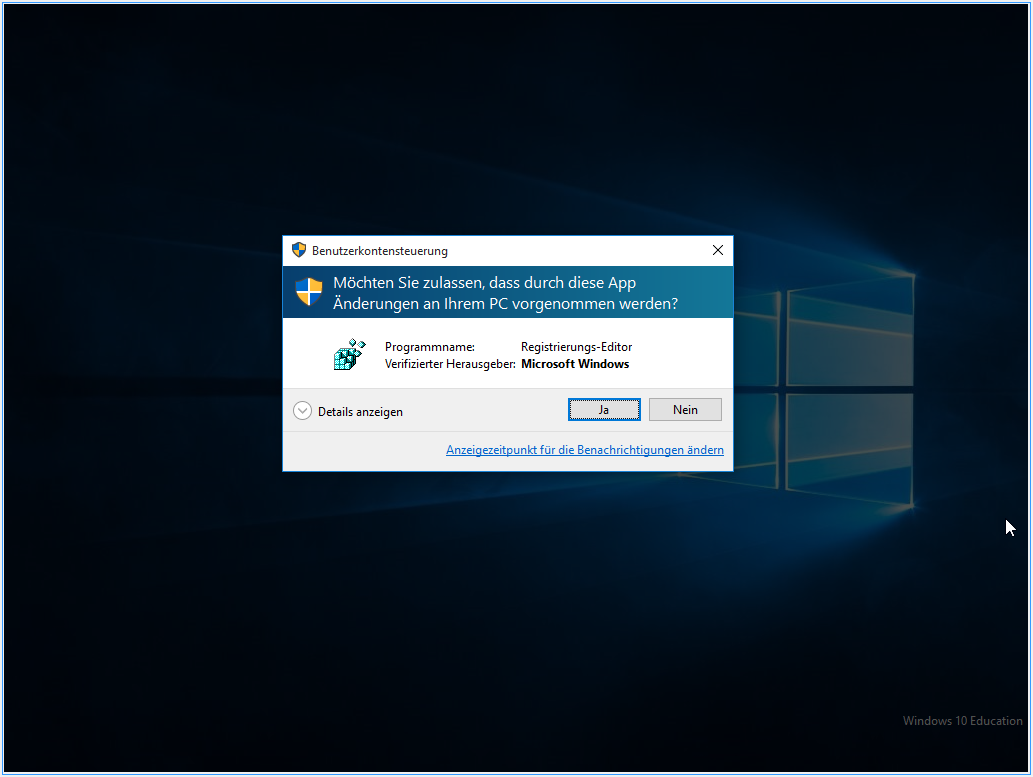 Benutzerkontensteuerung
Möchten Sie zulassen, dass durch diese App
Änderungen an Ihrem PC vorgenommen werden?
Programmname: Registrierungs-Editor
Verifizierter Herausgeber: Microsoft Windows
Details anzeigen Ja Nein
Anzeigezeitpunkt für die Benachrichtigungen ändern
Windows 10 Education